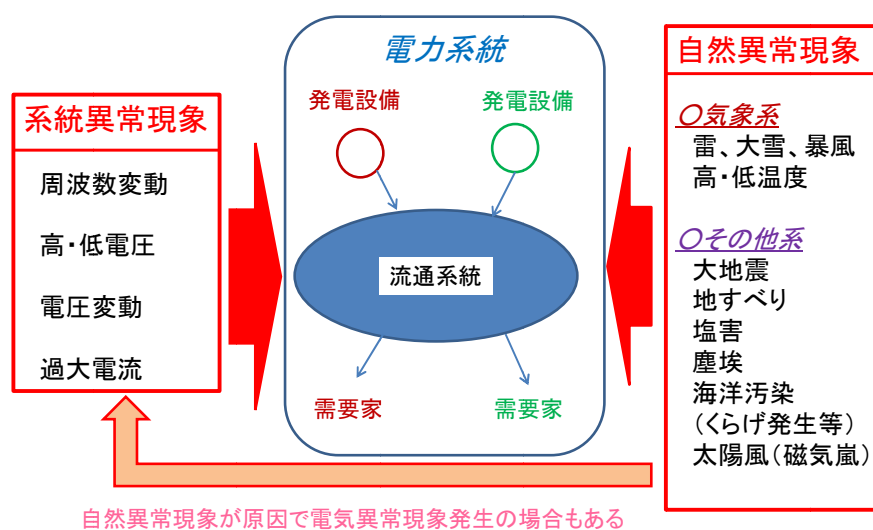 電力系統
発電設備
発電設備
流通系統
需要家
需要家
系統異常現象
周波数変動
高・低電圧
電圧変動
過大電流
自然異常現象
〇気象系
雷、大雪、暴風
高・低温度
〇その他系
大地震
地すべり
塩害
塵埃
海洋汚染
(くらげ発生等)
太陽風(磁気嵐)
自然異常現象が原因で電気異常現象発生の場合もある